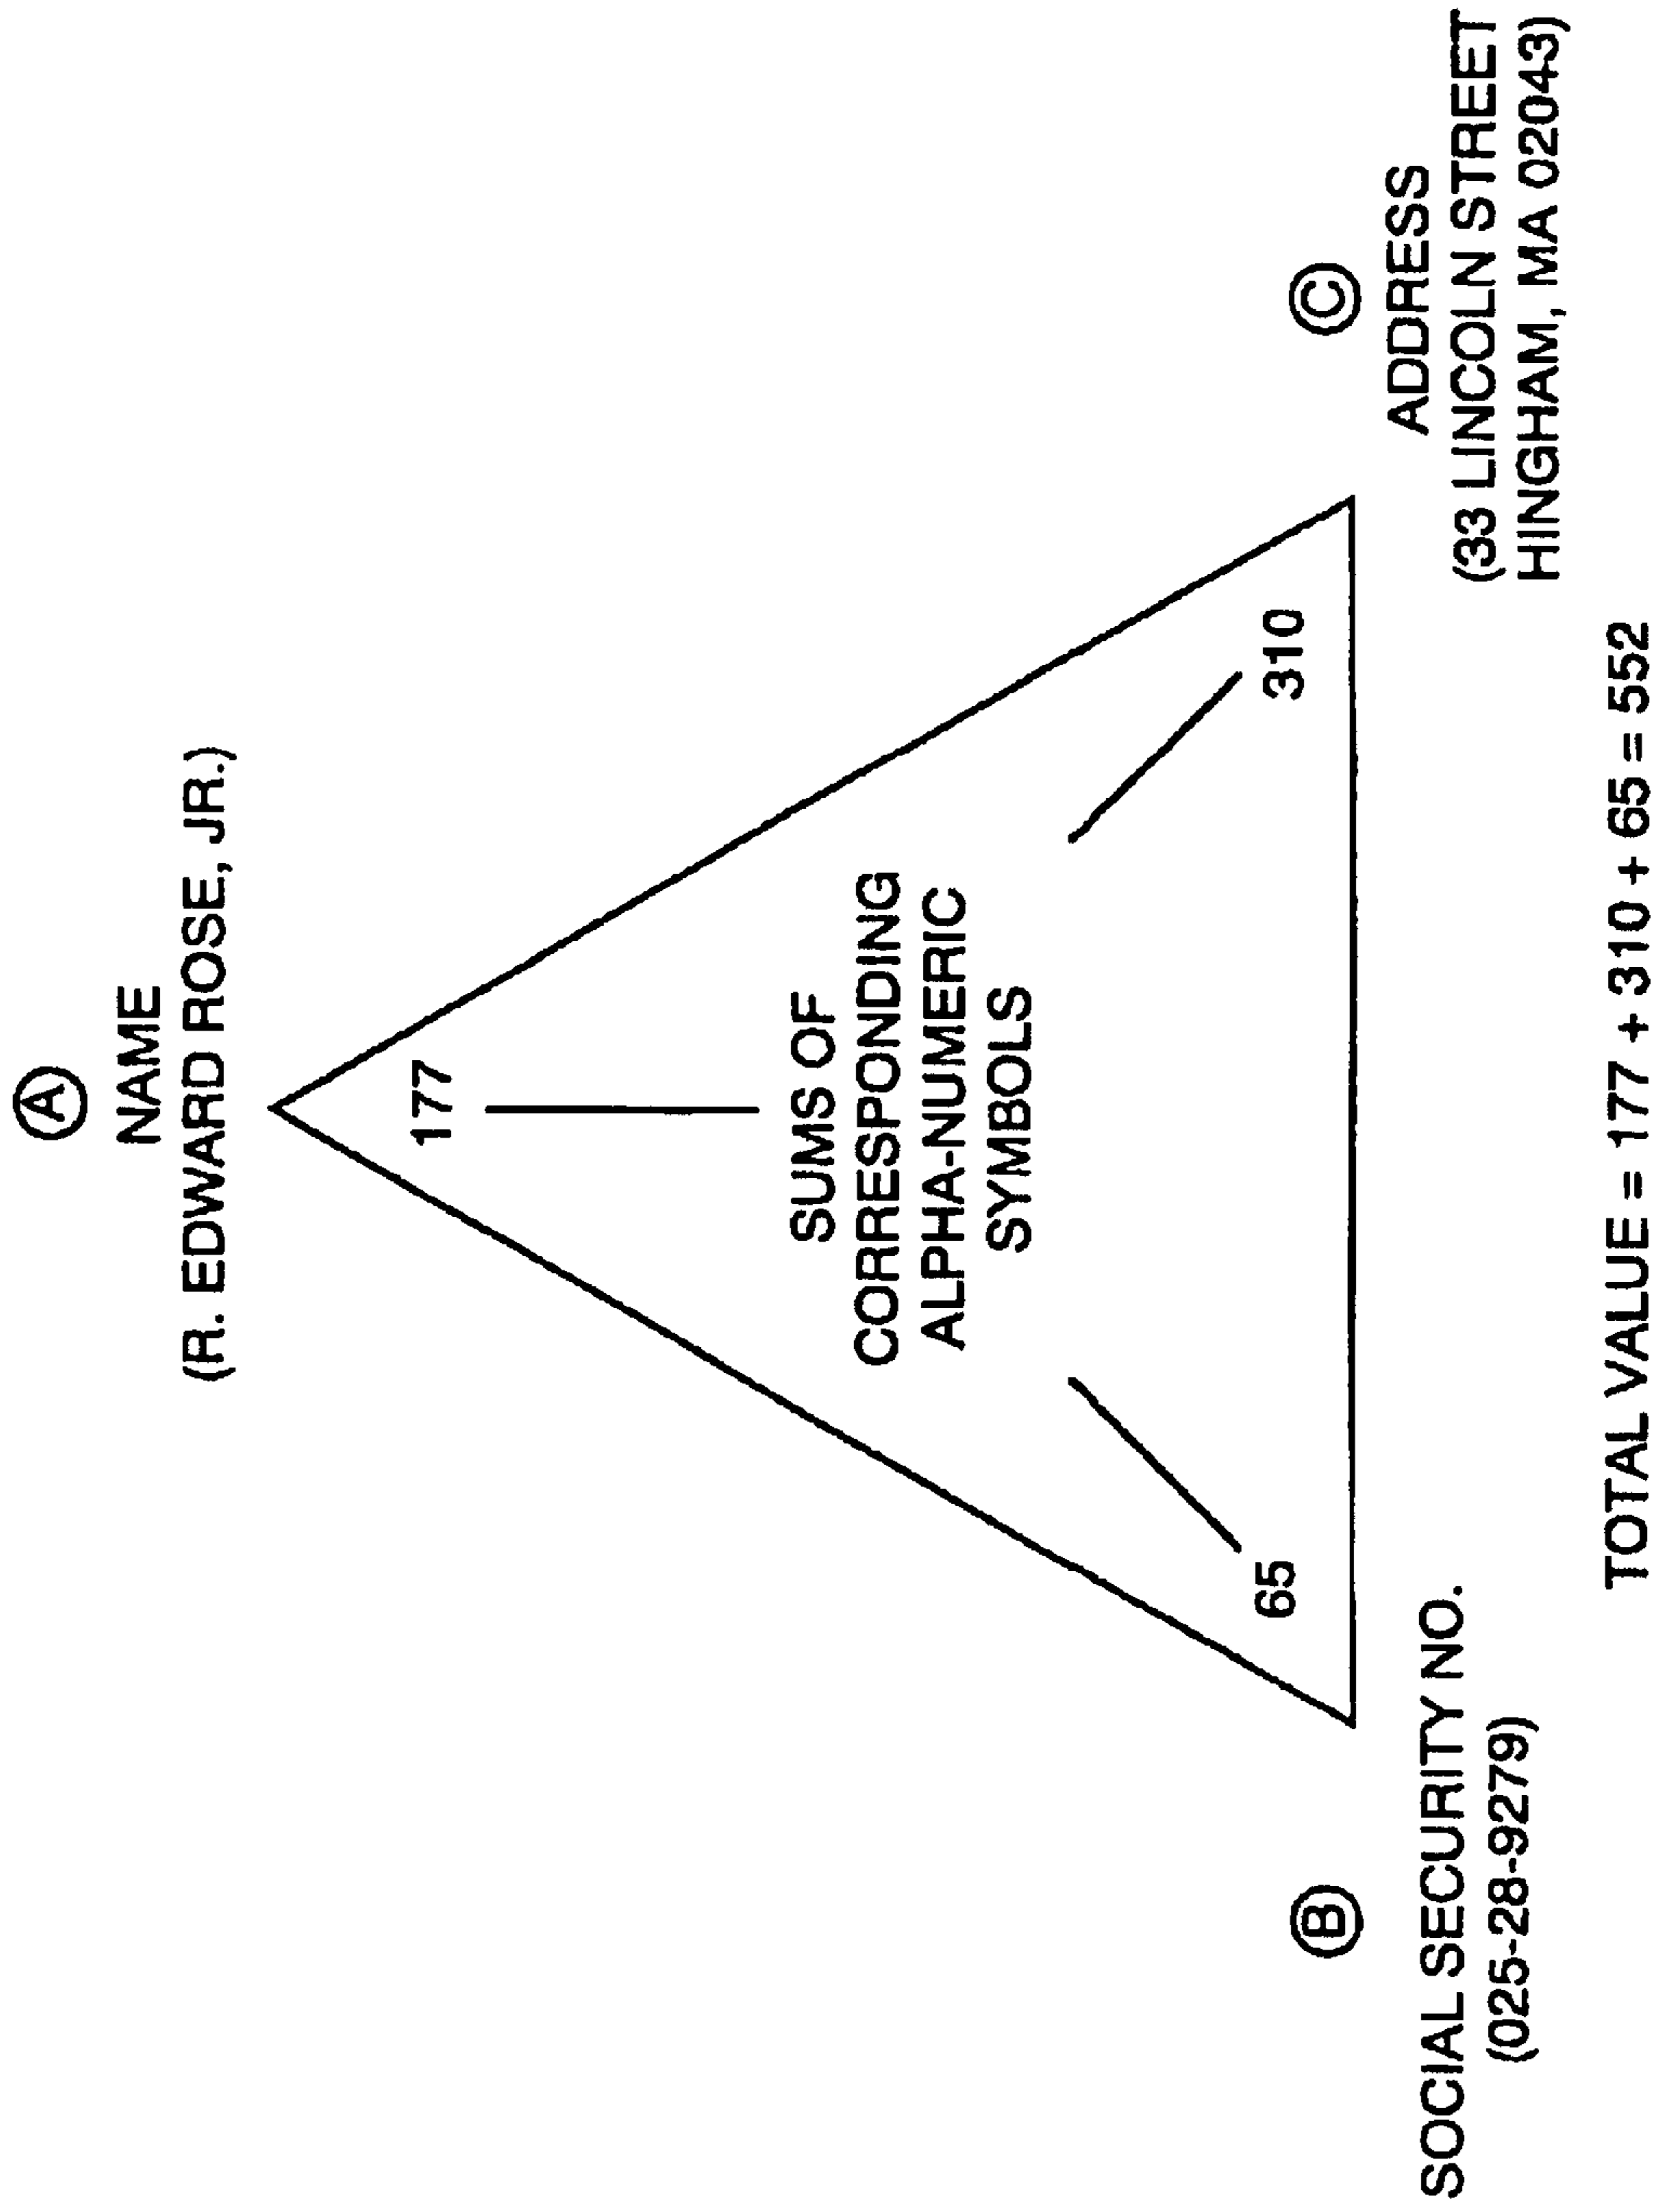 Ⓐ
NAME
(R. EDWARD ROSE, JR.)
177
SUMS OF
CORRESPONDING
ALPHA-NUMERIC
SYMBOLS
65
310
Ⓑ
SOCIAL SECURITY NO.
(025-28-9279)
Ⓒ
ADDRESS
(33 LINCOLN STREET
HINGHAM, MA 02043)
TOTAL VALUE = 177 + 310 + 65 = 552